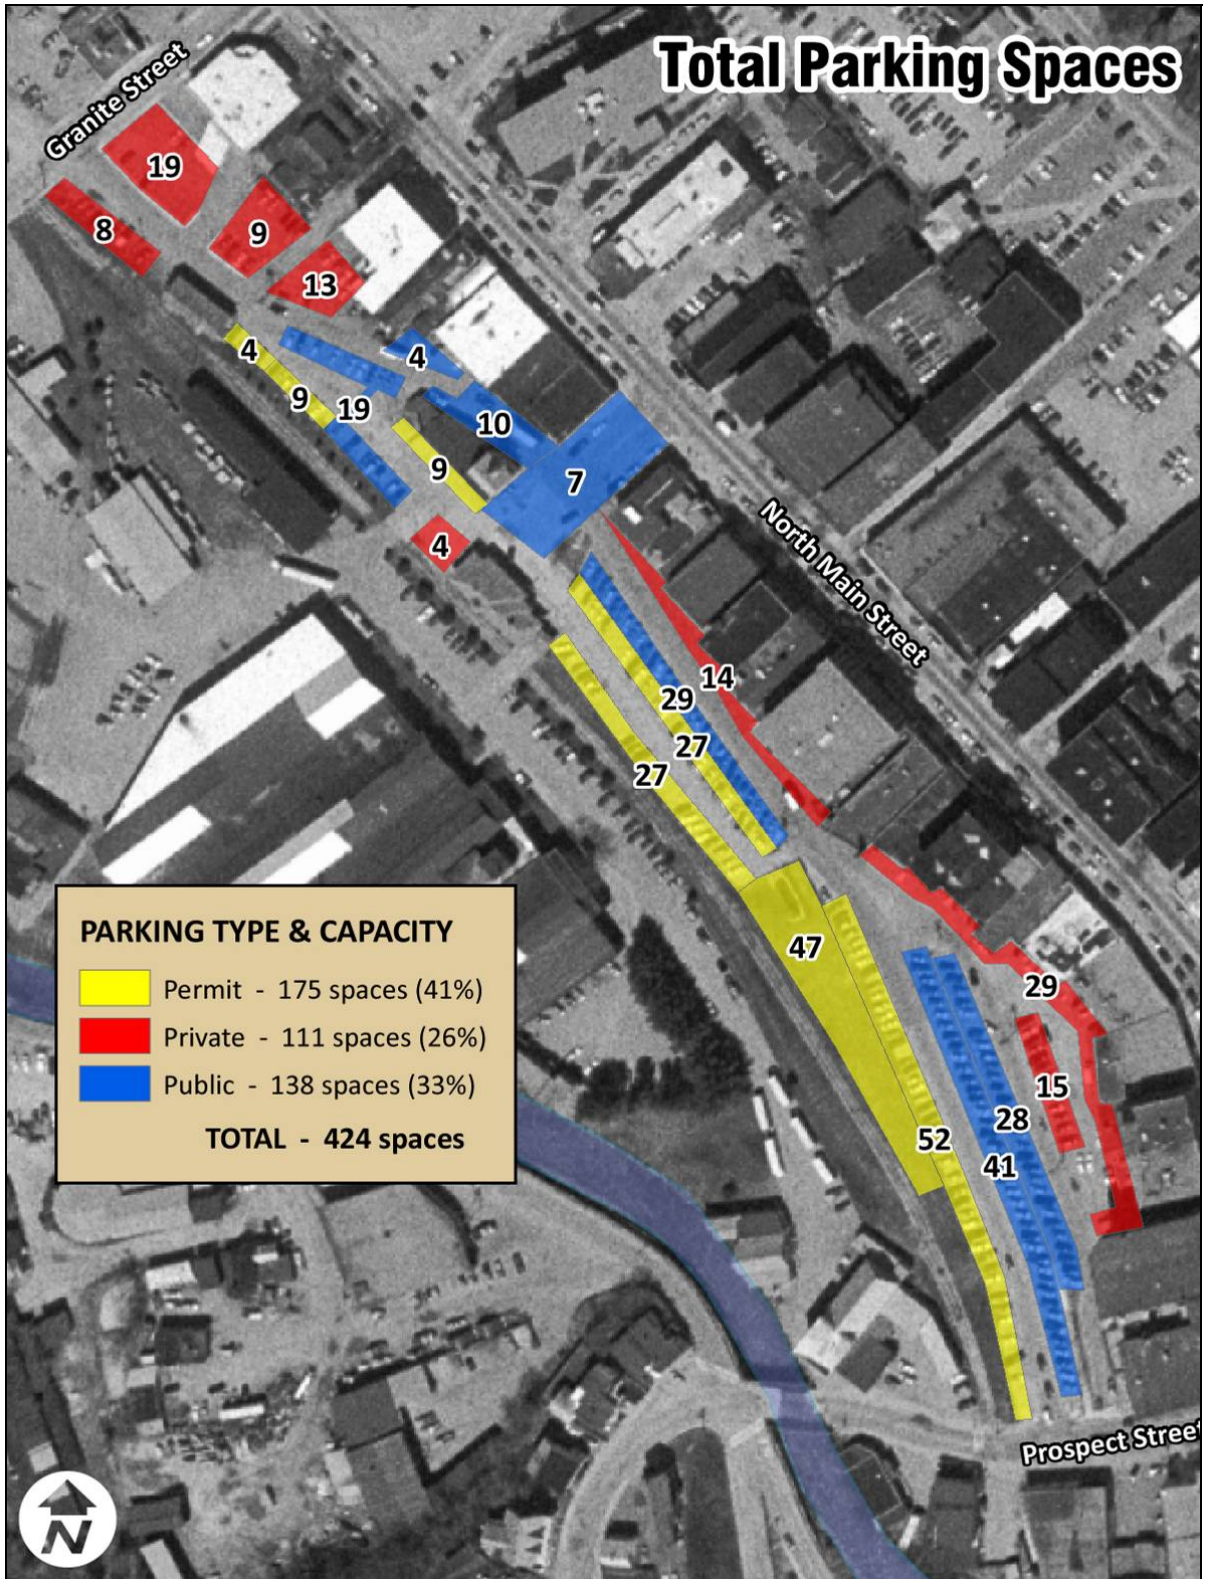 Total Parking Spaces
Granite Street
19
8
9
13
4
4
9
19
10
9
7
4
North Main Street
14
29
27
27
47
29
15
28
52
41
PARKING TYPE & CAPACITY
Permit - 175 spaces (41%)
Private - 111 spaces (26%)
Public - 138 spaces (33%)
TOTAL - 424 spaces
Prospect Street
N